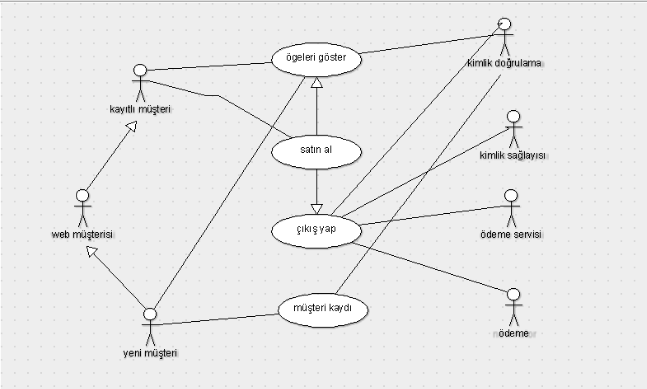 ögeleri göster
kimlik doğrulama
kayıtlı müşteri
satın al
kimlik sağlayısı
web müşterisi
çıkış yap
ödeme servisi
müşteri kaydı
yeni müşteri
ödeme